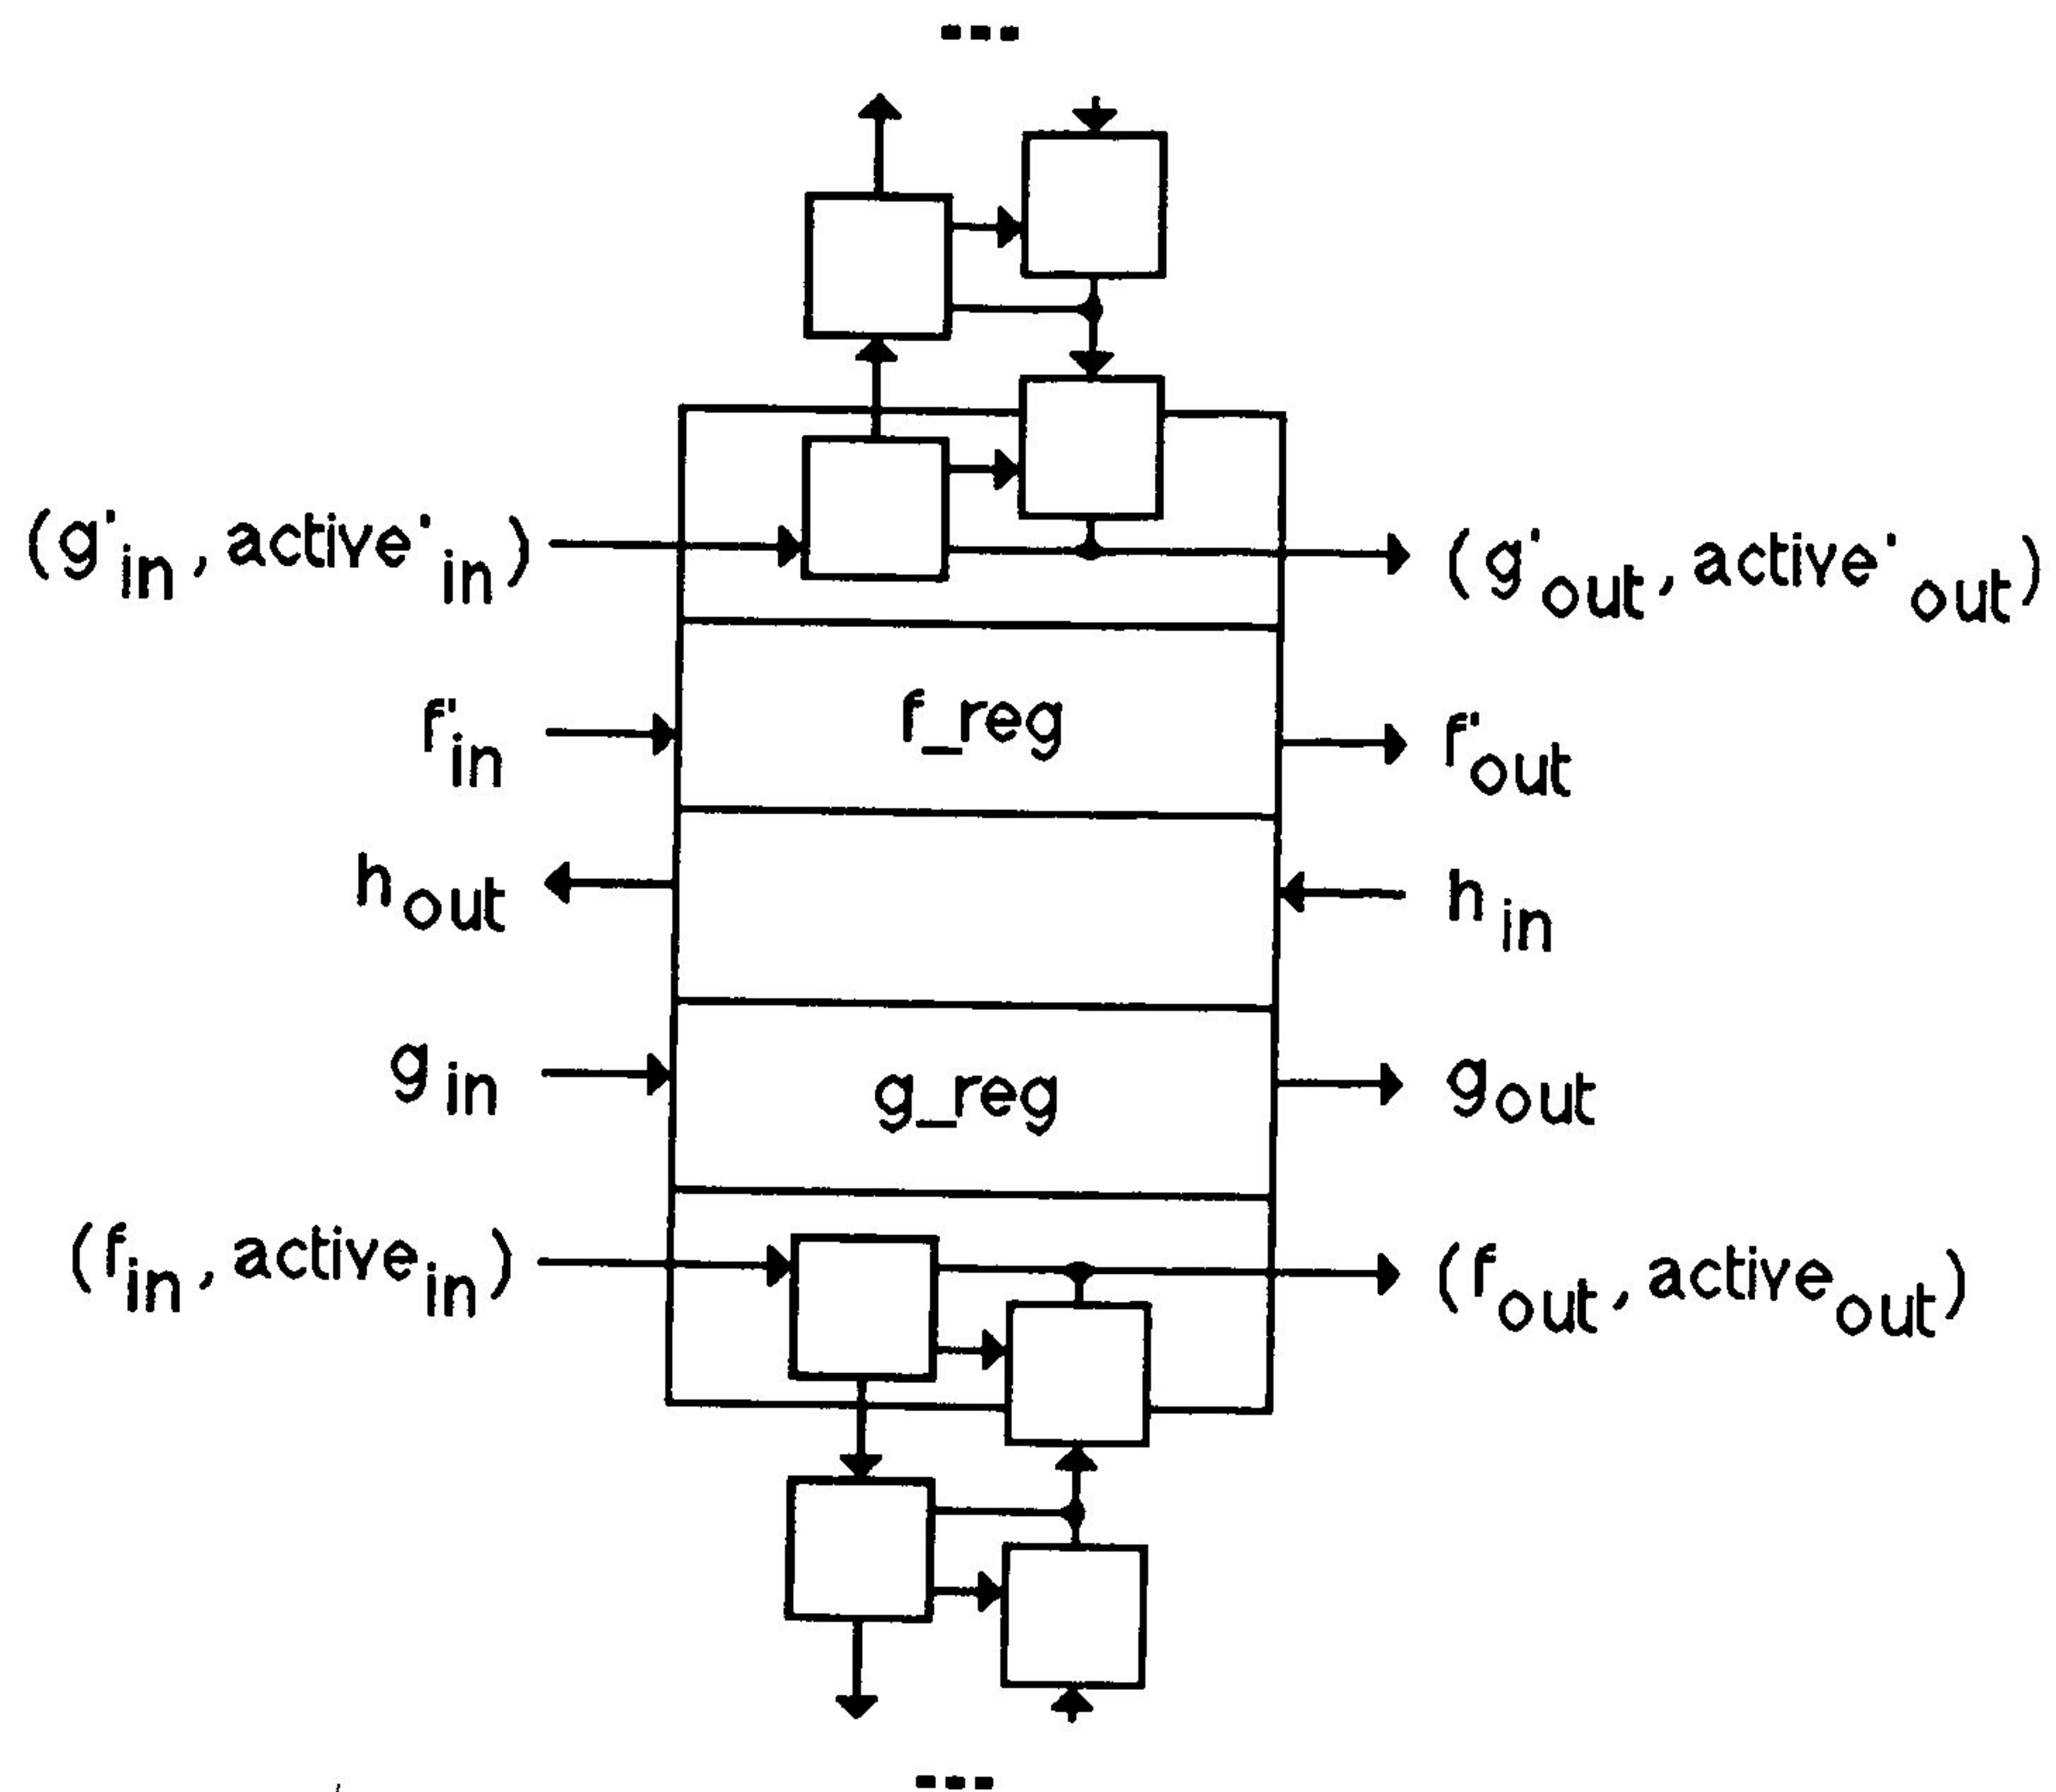 ...
(g'in, active'in) (g'out, active'out)
f'in f_reg f'out
hout hin
gin g_reg gout
(fin, activein) (fout, activeout)
...